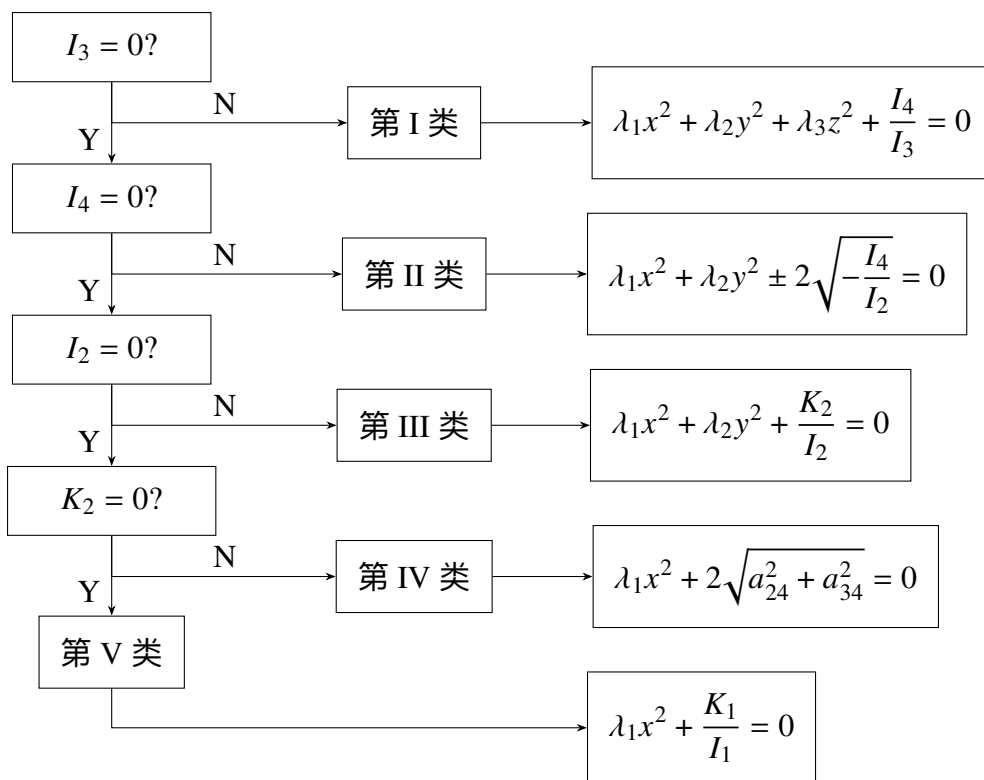 I₃ = 0?
N
第 I 类
λ₁x² + λ₂y² + λ₃z² + I₄/I₃ = 0
Y
I₄ = 0?
N
第 II 类
λ₁x² + λ₂y² ± 2√(−I₄/I₂) = 0
Y
I₂ = 0?
N
第 III 类
λ₁x² + λ₂y² + K₂/I₂ = 0
Y
K₂ = 0?
N
第 IV 类
λ₁x² + 2√(a₂₄² + a₃₄²) = 0
Y
第 V 类
λ₁x² + K₁/I₁ = 0